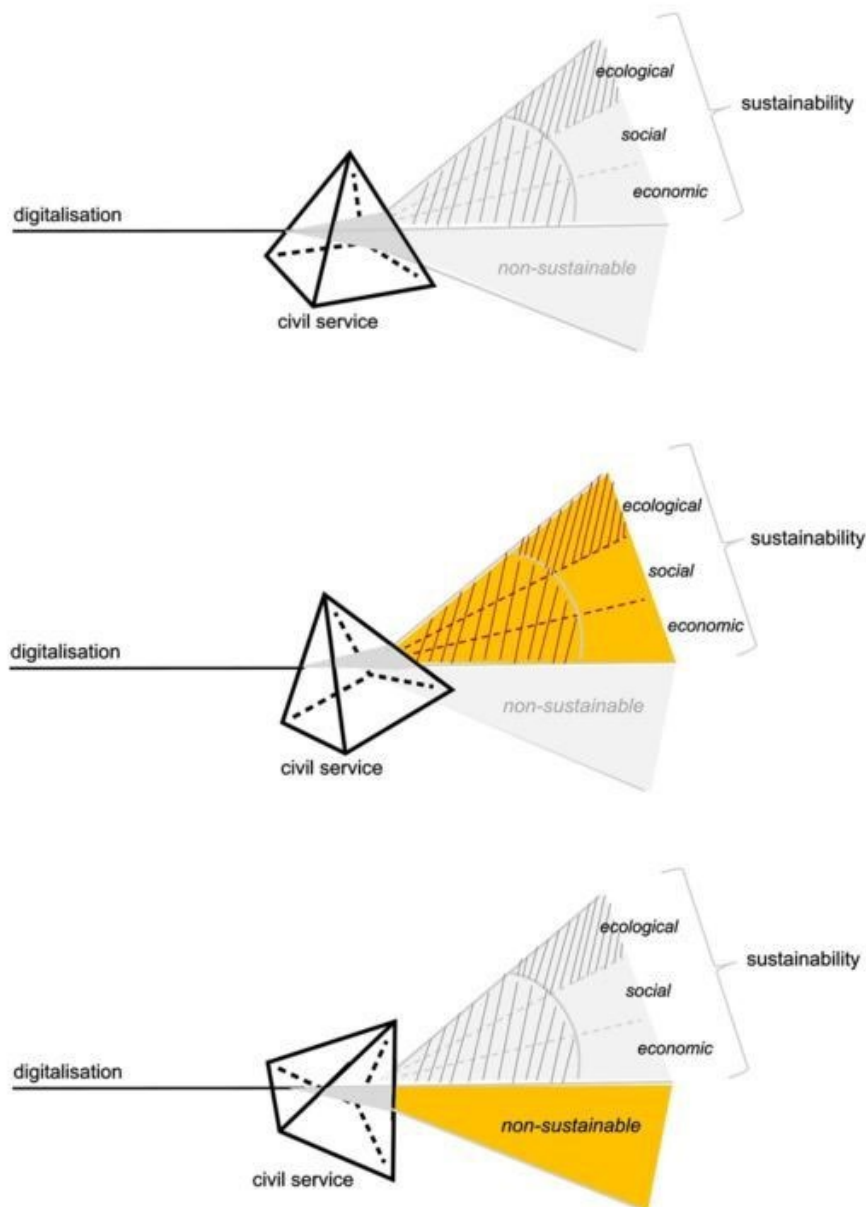 ecological
sustainability
social
economic
digitalisation
non-sustainable
civil service
ecological
sustainability
social
economic
digitalisation
non-sustainable
civil service
ecological
sustainability
social
economic
digitalisation
non-sustainable
civil service